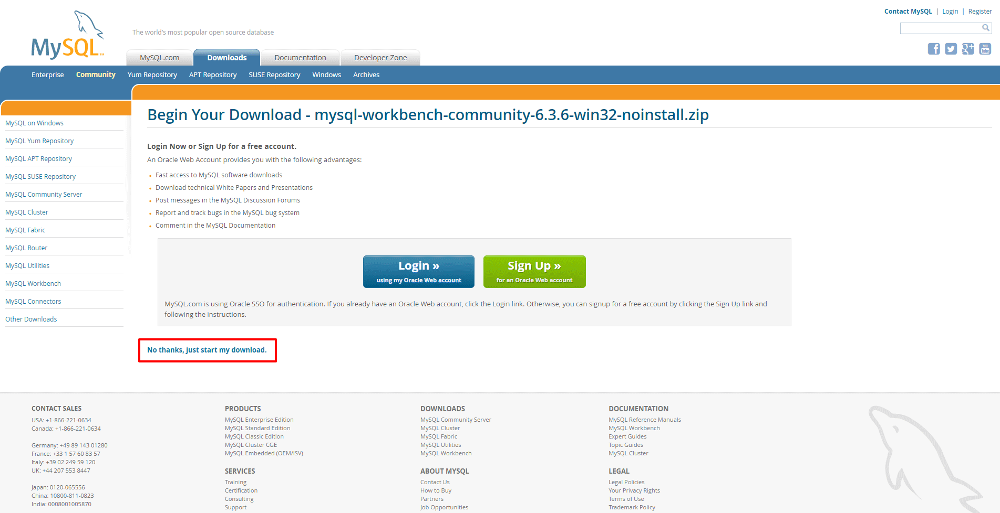 Contact MySQL | Login | Register
MySQL™
The world's most popular open source database
MySQL.com
Downloads
Documentation
Developer Zone
Enterprise
Community
Yum Repository
APT Repository
SUSE Repository
Windows
Archives
MySQL on Windows
MySQL Yum Repository
MySQL APT Repository
MySQL SUSE Repository
MySQL Community Server
MySQL Cluster
MySQL Fabric
MySQL Router
MySQL Utilities
MySQL Workbench
MySQL Connectors
Other Downloads
Begin Your Download - mysql-workbench-community-6.3.6-win32-noinstall.zip
Login Now or Sign Up for a free account.
An Oracle Web Account provides you with the following advantages:
Fast access to MySQL software downloads
Download technical White Papers and Presentations
Post messages in the MySQL Discussion Forums
Report and track bugs in the MySQL bug system
Comment in the MySQL Documentation
Login »
using my Oracle Web account
Sign Up »
for an Oracle Web account
MySQL.com is using Oracle SSO for authentication. If you already have an Oracle Web account, click the Login link. Otherwise, you can signup for a free account by clicking the Sign Up link and
following the instructions.
No thanks, just start my download.
CONTACT SALES
USA: +1-866-221-0634
Canada: +1-866-221-0634
Germany: +49 89 143 01280
France: +33 1 57 60 83 57
Italy: +39 02 249 59 120
UK: +44 207 553 8447
Japan: 0120-065556
China: 10800-811-0823
India: 0008001005870
PRODUCTS
MySQL Enterprise Edition
MySQL Standard Edition
MySQL Classic Edition
MySQL Cluster CGE
MySQL Embedded (OEM/ISV)
SERVICES
Training
Certification
Consulting
Support
DOWNLOADS
MySQL Community Server
MySQL Cluster
MySQL Fabric
MySQL Utilities
MySQL Workbench
ABOUT MYSQL
Contact Us
How to Buy
Partners
Job Opportunities
DOCUMENTATION
MySQL Reference Manuals
MySQL Workbench
Expert Guides
Topic Guides
MySQL Cluster
LEGAL
Legal Policies
Your Privacy Rights
Terms of Use
Trademark Policy